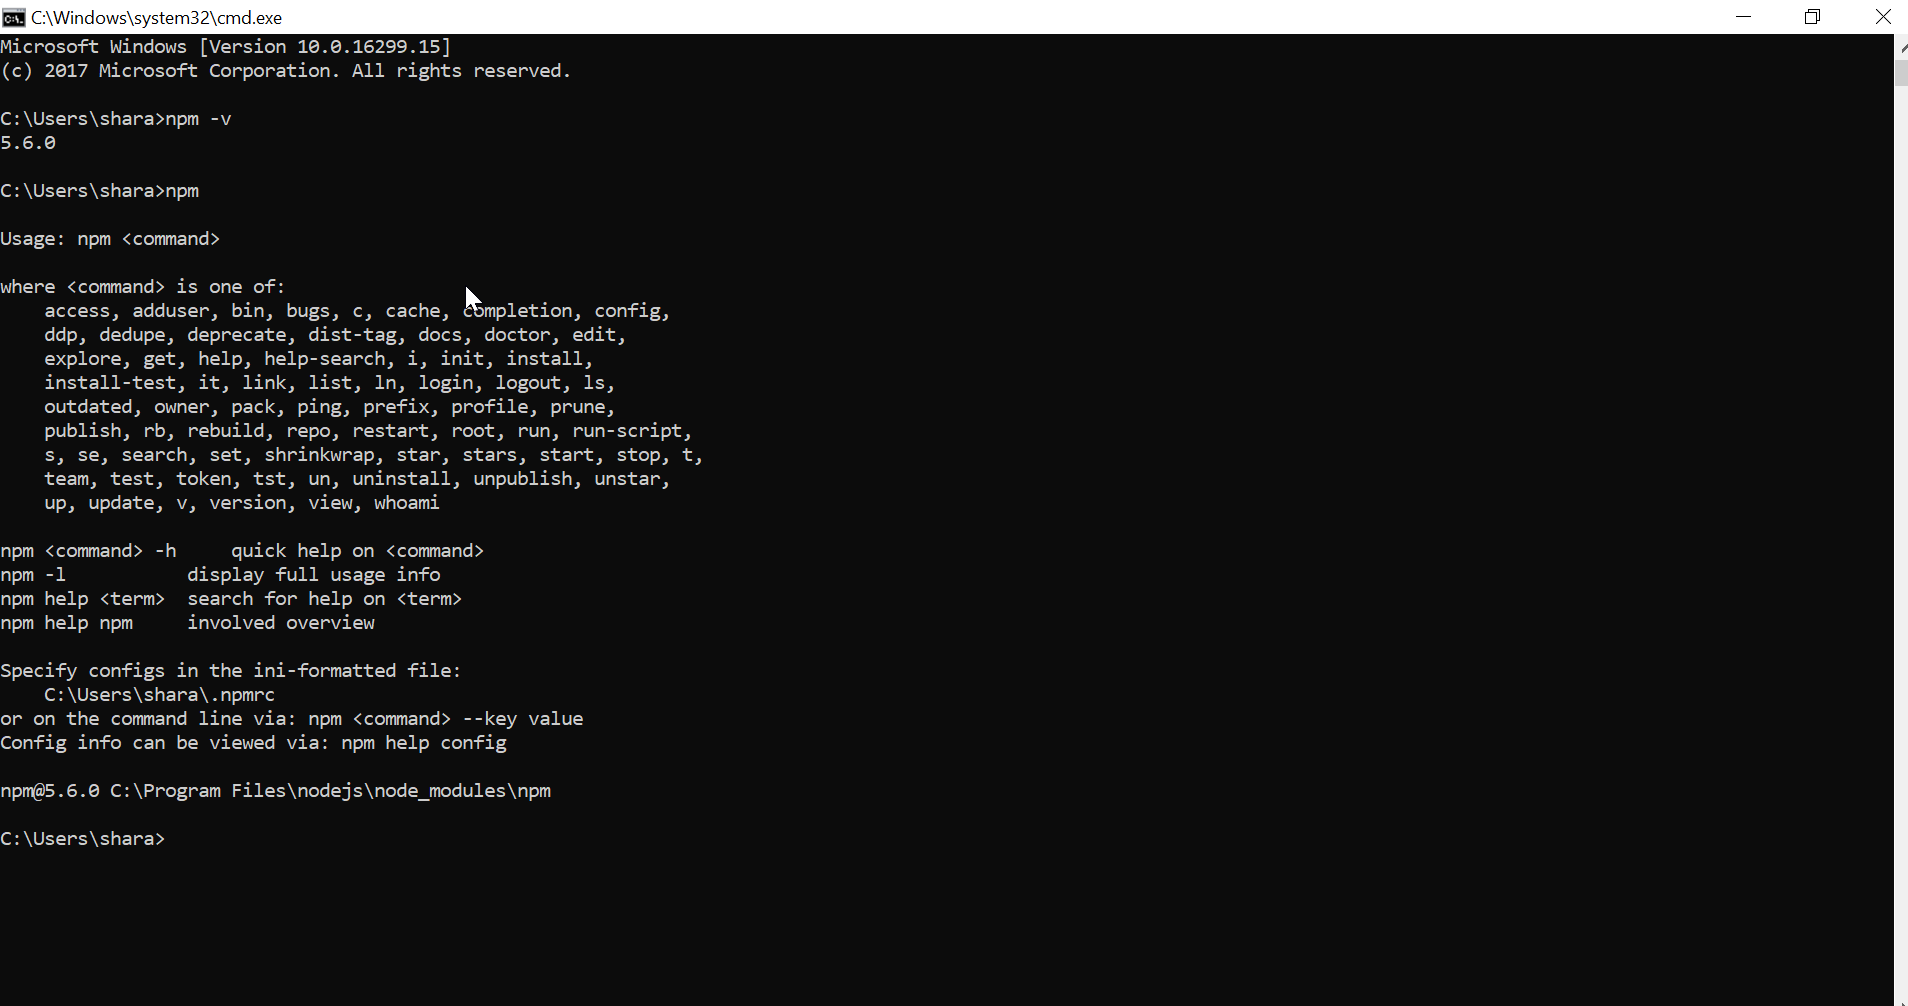 C:\Windows\system32\cmd.exe
Microsoft Windows [Version 10.0.16299.15]
(c) 2017 Microsoft Corporation. All rights reserved.
C:\Users\shara>npm -v
5.6.0
C:\Users\shara>npm
Usage: npm <command>
where <command> is one of:
    access, adduser, bin, bugs, c, cache, completion, config,
    ddp, dedupe, deprecate, dist-tag, docs, doctor, edit,
    explore, get, help, help-search, i, init, install,
    install-test, it, link, list, ln, login, logout, ls,
    outdated, owner, pack, ping, prefix, profile, prune,
    publish, rb, rebuild, repo, restart, root, run, run-script,
    s, se, search, set, shrinkwrap, star, stars, start, stop, t,
    team, test, token, tst, un, uninstall, unpublish, unstar,
    up, update, v, version, view, whoami
npm <command> -h     quick help on <command>
npm -l           display full usage info
npm help <term>  search for help on <term>
npm help npm     involved overview
Specify configs in the ini-formatted file:
    C:\Users\shara\.npmrc
or on the command line via: npm <command> --key value
Config info can be viewed via: npm help config
npm@5.6.0 C:\Program Files\nodejs\node_modules\npm
C:\Users\shara>